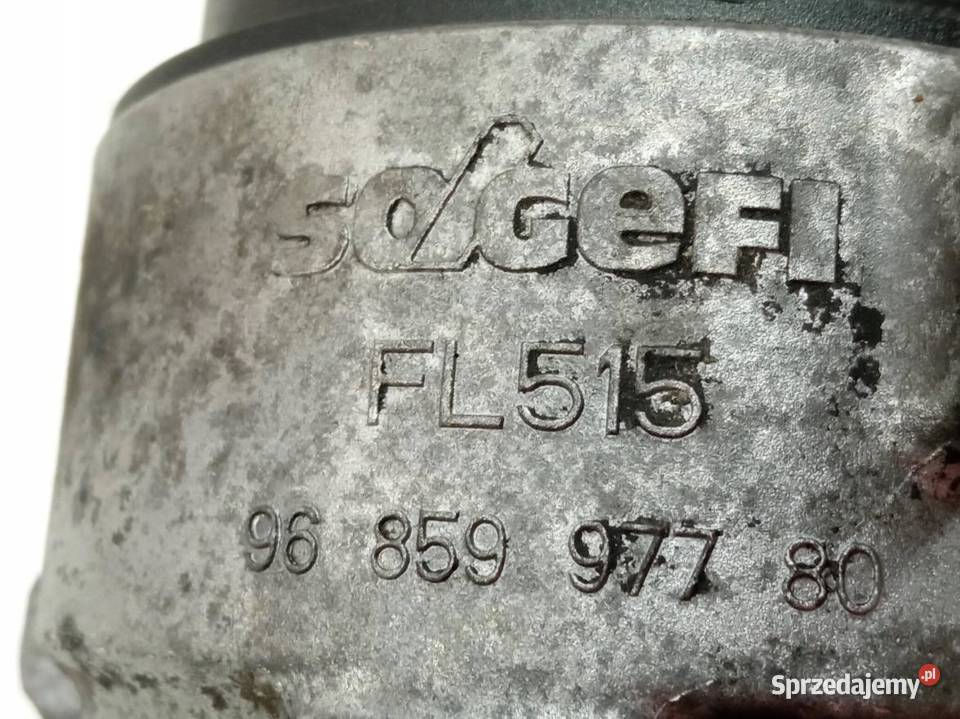 SOGEFI
FL515
96 859 977 80
Sprzedajemy.pl